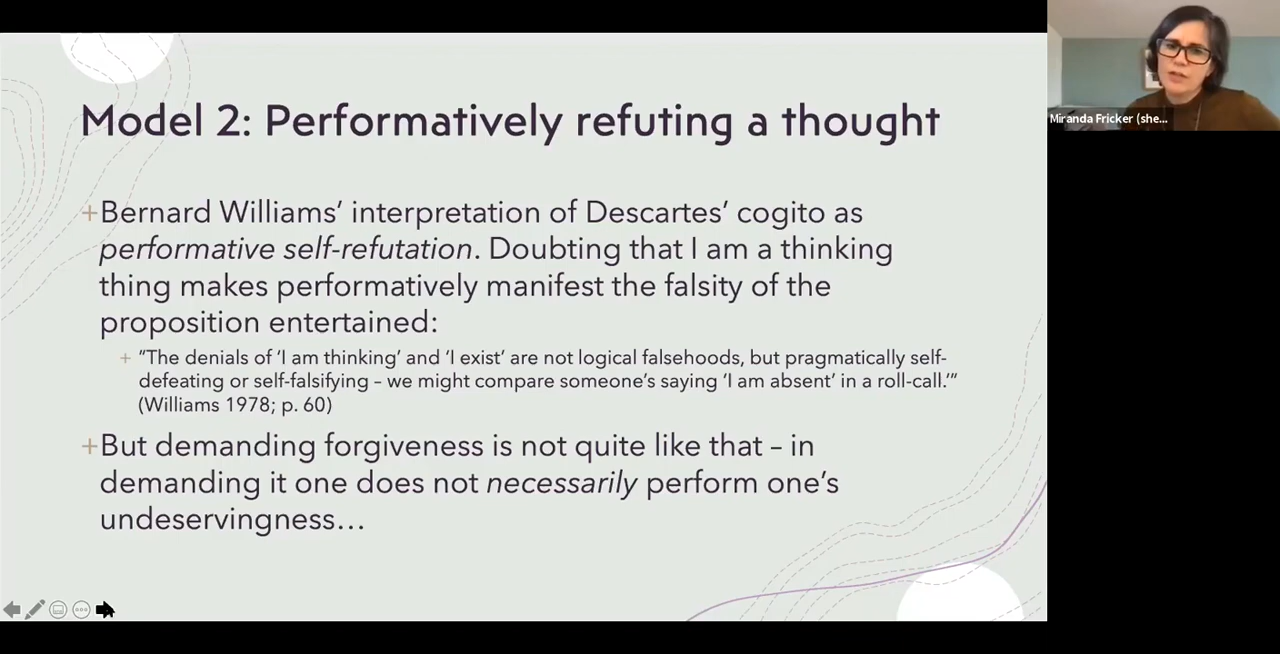 Model 2: Performatively refuting a thought
+Bernard Williams’ interpretation of Descartes’ cogito as
performative self-refutation. Doubting that I am a thinking
thing makes performatively manifest the falsity of the
proposition entertained:
+ ”The denials of ‘I am thinking’ and ‘I exist’ are not logical falsehoods, but pragmatically self-
defeating or self-falsifying – we might compare someone’s saying ‘I am absent’ in a roll-call.’”
(Williams 1978; p. 60)
+But demanding forgiveness is not quite like that – in
demanding it one does not necessarily perform one’s
undeservingness…
Miranda Fricker (she...